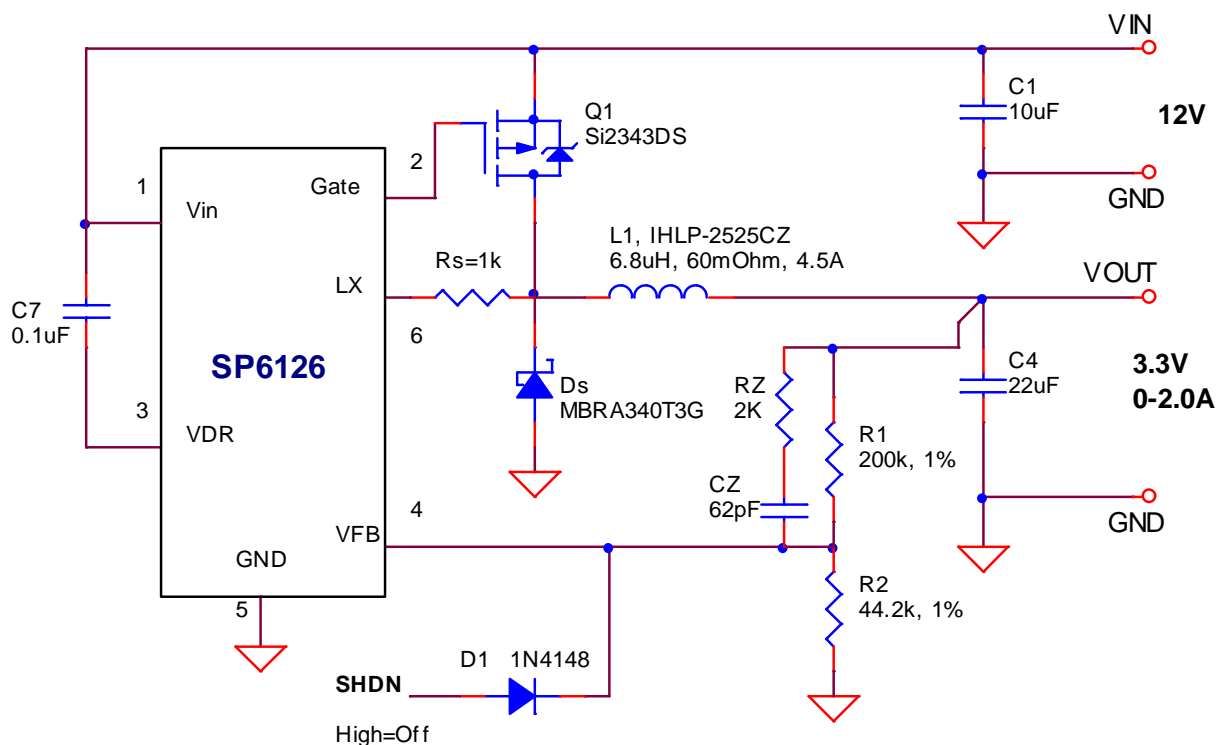 VIN
C1
10uF
12V
GND
Q1
Si2343DS
2
1
Gate
Vin
L1, IHLP-2525CZ
6.8uH, 60mOhm, 4.5A
VOUT
Rs=1k
LX
C7
0.1uF
6
SP6126
Ds
MBRA340T3G
RZ
2K
C4
22uF
3.3V
0-2.0A
3
VDR
R1
200k, 1%
CZ
62pF
4
VFB
GND
GND
5
R2
44.2k, 1%
D1 1N4148
SHDN
High=Off